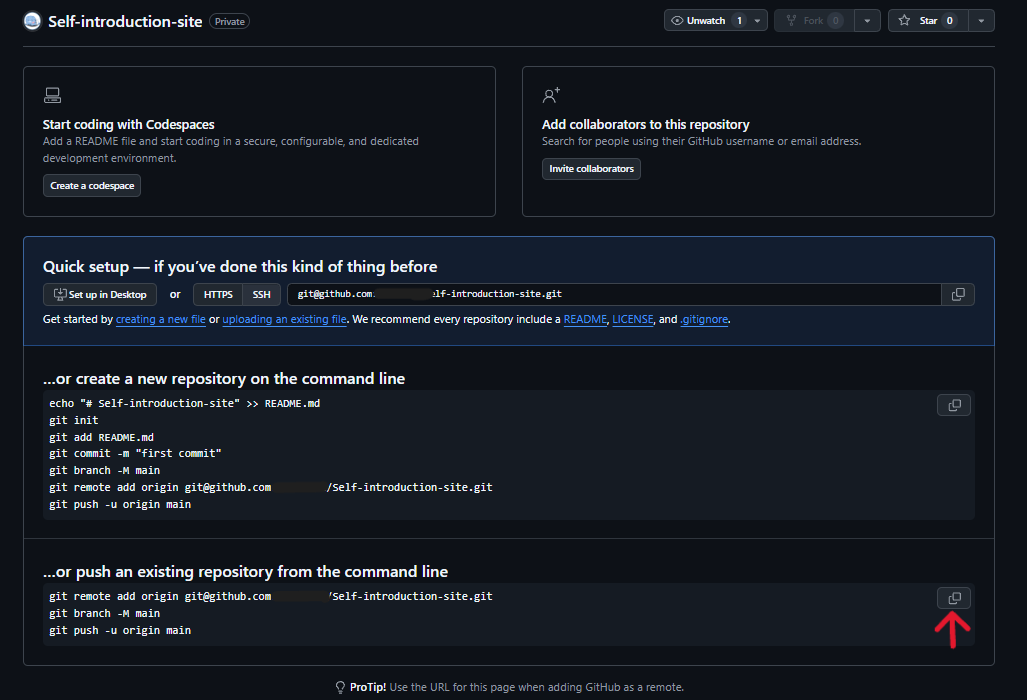 Self-introduction-site Private Unwatch 1 Fork 0 Star 0
Start coding with Codespaces
Add a README file and start coding in a secure, configurable, and dedicated
development environment.
Create a codespace
Add collaborators to this repository
Search for people using their GitHub username or email address.
Invite collaborators
Quick setup — if you've done this kind of thing before
Set up in Desktop or HTTPS SSH git@github.com: elf-introduction-site.git
Get started by creating a new file or uploading an existing file. We recommend every repository include a README, LICENSE, and .gitignore.
…or create a new repository on the command line
echo "# Self-introduction-site" >> README.md
git init
git add README.md
git commit -m "first commit"
git branch -M main
git remote add origin git@github.com /Self-introduction-site.git
git push -u origin main
…or push an existing repository from the command line
git remote add origin git@github.com /Self-introduction-site.git
git branch -M main
git push -u origin main
ProTip! Use the URL for this page when adding GitHub as a remote.